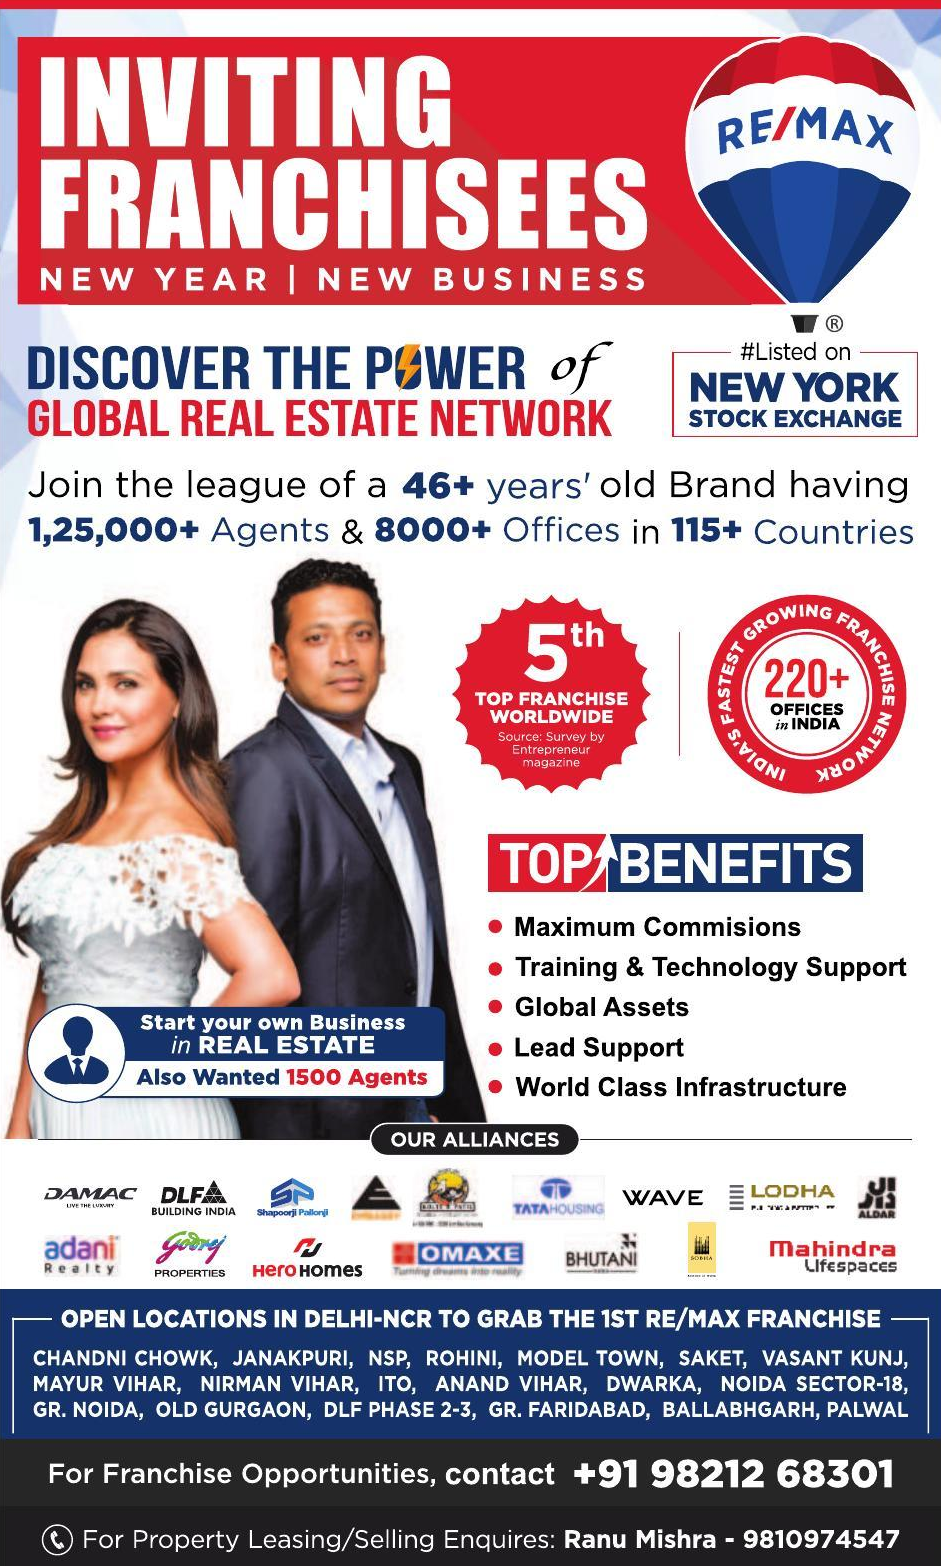 INVITING
FRANCHISEES
NEW YEAR | NEW BUSINESS
RE/MAX
®
#Listed on
NEW YORK
STOCK EXCHANGE
DISCOVER THE POWER of
GLOBAL REAL ESTATE NETWORK
Join the league of a 46+ years' old Brand having
1,25,000+ Agents & 8000+ Offices in 115+ Countries
5th
TOP FRANCHISE
WORLDWIDE
Source: Survey by
Entrepreneur
magazine
INDIA'S FASTEST GROWING FRANCHISE NETWORK
220+
OFFICES
in INDIA
TOP BENEFITS
• Maximum Commisions
• Training & Technology Support
• Global Assets
• Lead Support
• World Class Infrastructure
Start your own Business
in REAL ESTATE
Also Wanted 1500 Agents
OUR ALLIANCES
DAMAC
LIVE THE LUXURY
DLF
BUILDING INDIA
SP
Shapoorji Pallonji
EMBASSY
TATA HOUSING
WAVE
LODHA
ALDAR
adani
Realty
Godrej
PROPERTIES
Hero HOMES
OMAXE
Turning dreams into reality
BHUTANI
SOBHA
Mahindra
Lifespaces
OPEN LOCATIONS IN DELHI-NCR TO GRAB THE 1ST RE/MAX FRANCHISE
CHANDNI CHOWK, JANAKPURI, NSP, ROHINI, MODEL TOWN, SAKET, VASANT KUNJ,
MAYUR VIHAR, NIRMAN VIHAR, ITO, ANAND VIHAR, DWARKA, NOIDA SECTOR-18,
GR. NOIDA, OLD GURGAON, DLF PHASE 2-3, GR. FARIDABAD, BALLABHGARH, PALWAL
For Franchise Opportunities, contact +91 98212 68301
For Property Leasing/Selling Enquires: Ranu Mishra - 9810974547